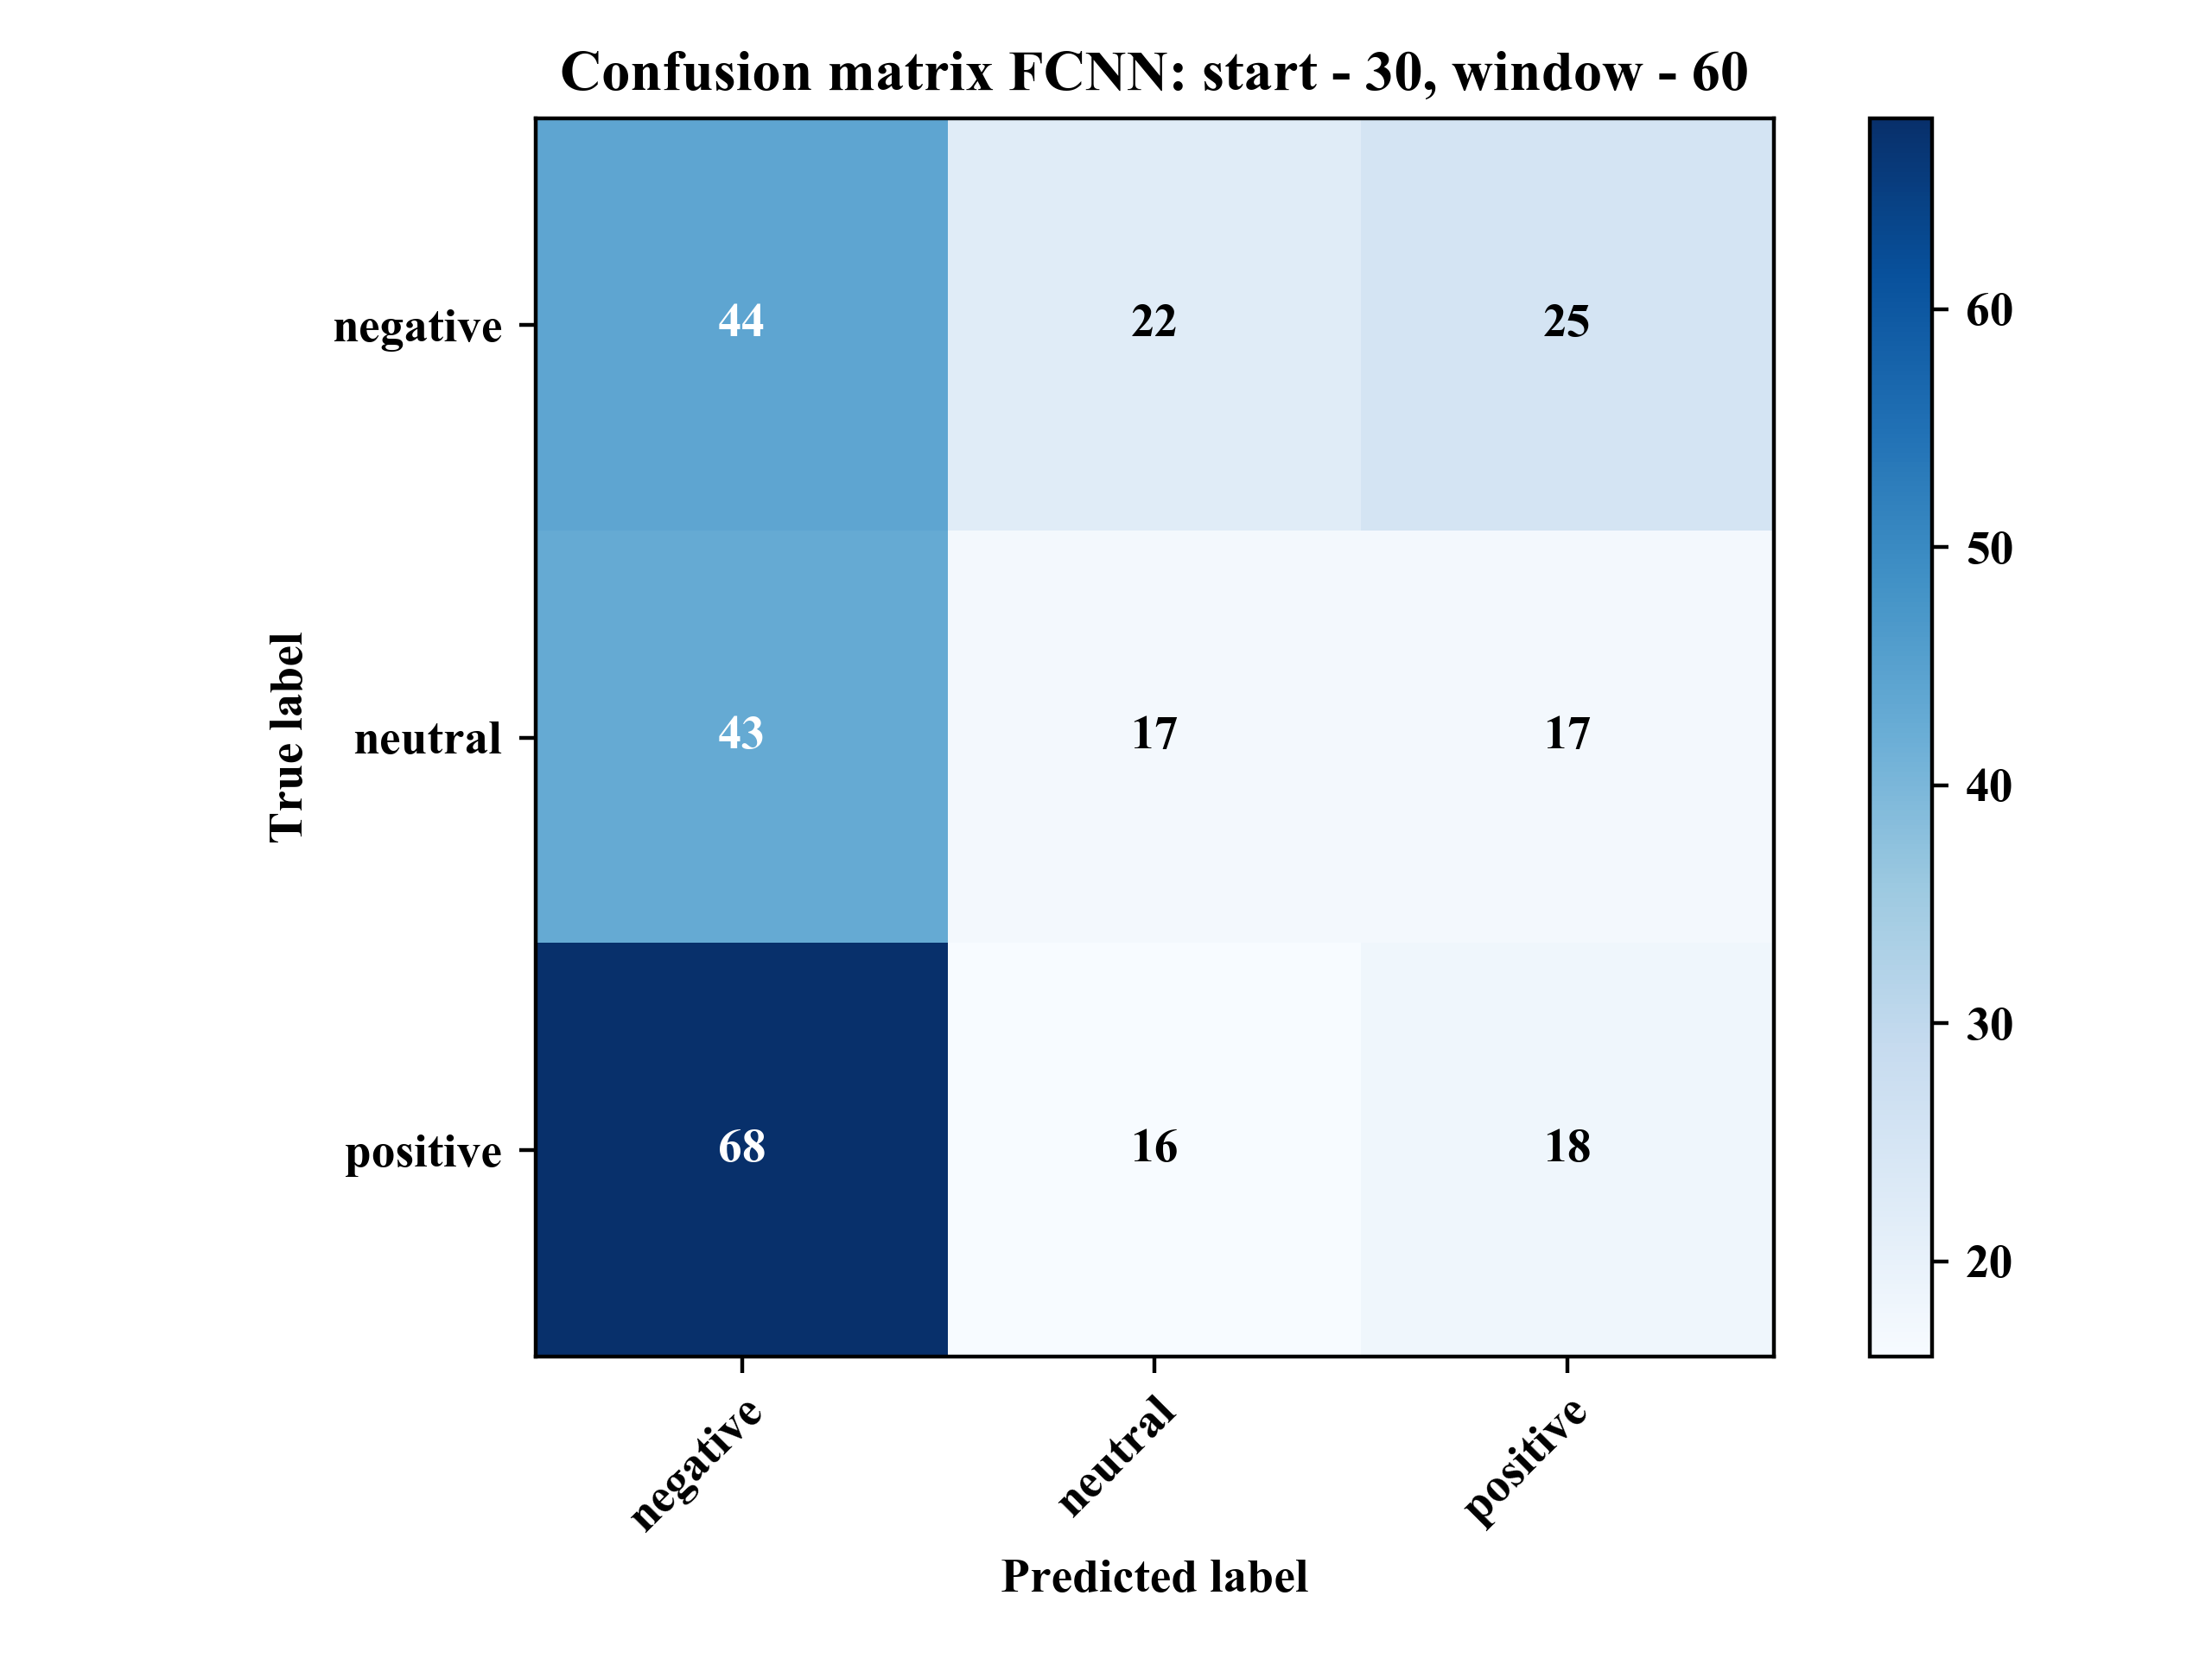 Confusion matrix FCNN: start - 30, window - 60
True label
negative
44
22
25
neutral
43
17
17
positive
68
16
18
negative
neutral
positive
Predicted label
60
50
40
30
20